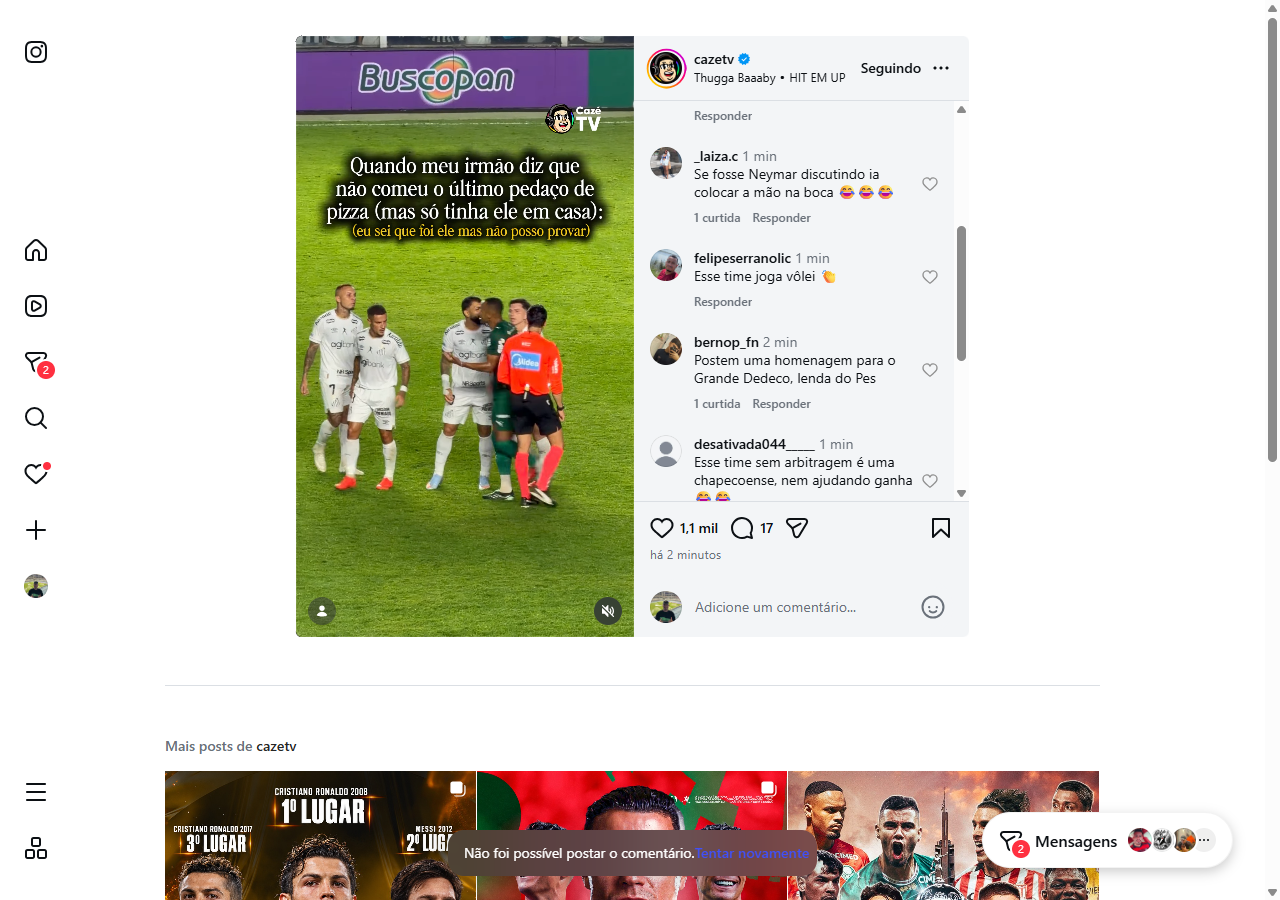 Buscopan
Cazé
TV
Quando meu irmão diz que
não comeu o último pedaço de
pizza (mas só tinha ele em casa):
(eu sei que foi ele mas não posso provar)
agibank
7
Midea
cazetv
Thugga Baaaby • HIT EM UP
Seguindo
Responder
_laiza.c 1 min
Se fosse Neymar discutindo ia
colocar a mão na boca 😂 😂 😂
1 curtida Responder
felipeserranolic 1 min
Esse time joga vôlei 👏
Responder
bernop_fn 2 min
Postem uma homenagem para o
Grande Dedeco, lenda do Pes
1 curtida Responder
desativada044_____ 1 min
Esse time sem arbitragem é uma
chapecoense, nem ajudando ganha
😂 😂
1,1 mil 17
há 2 minutos
Adicione um comentário...
2
Mais posts de cazetv
CRISTIANO RONALDO 2008
1º LUGAR
CRISTIANO RONALDO 2017
3º LUGAR
MESSI 2012
2º LUG
Não foi possível postar o comentário. Tentar novamente
CIMED
2
Mensagens